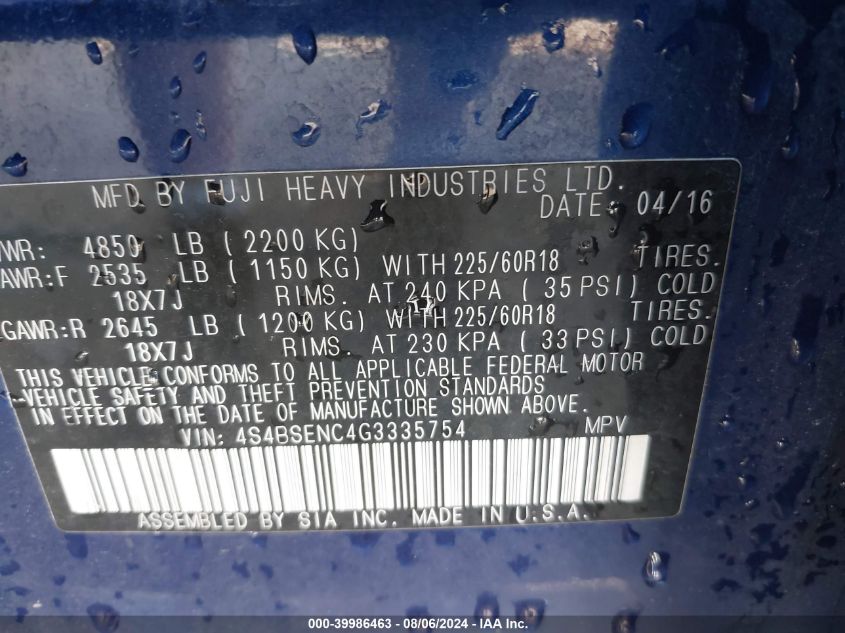 MFD BY FUJI HEAVY INDUSTRIES LTD.
DATE: 04/16
VWR: 4850 LB ( 2200 KG)
AWR:F 2535 LB ( 1150 KG) WITH 225/60R18 TIRES.
18X7J RIMS. AT 240 KPA ( 35 PSI) COLD
GAWR:R 2645 LB ( 1200 KG) WITH 225/60R18 TIRES.
18X7J RIMS. AT 230 KPA ( 33 PSI) COLD
THIS VEHICLE CONFORMS TO ALL APPLICABLE FEDERAL MOTOR
VEHICLE SAFETY AND THEFT PREVENTION STANDARDS
IN EFFECT ON THE DATE OF MANUFACTURE SHOWN ABOVE.
VIN: 4S4BSENC4G3335754 MPV
ASSEMBLED BY SIA INC. MADE IN U.S.A.
000-39986463 - 08/06/2024 - IAA Inc.